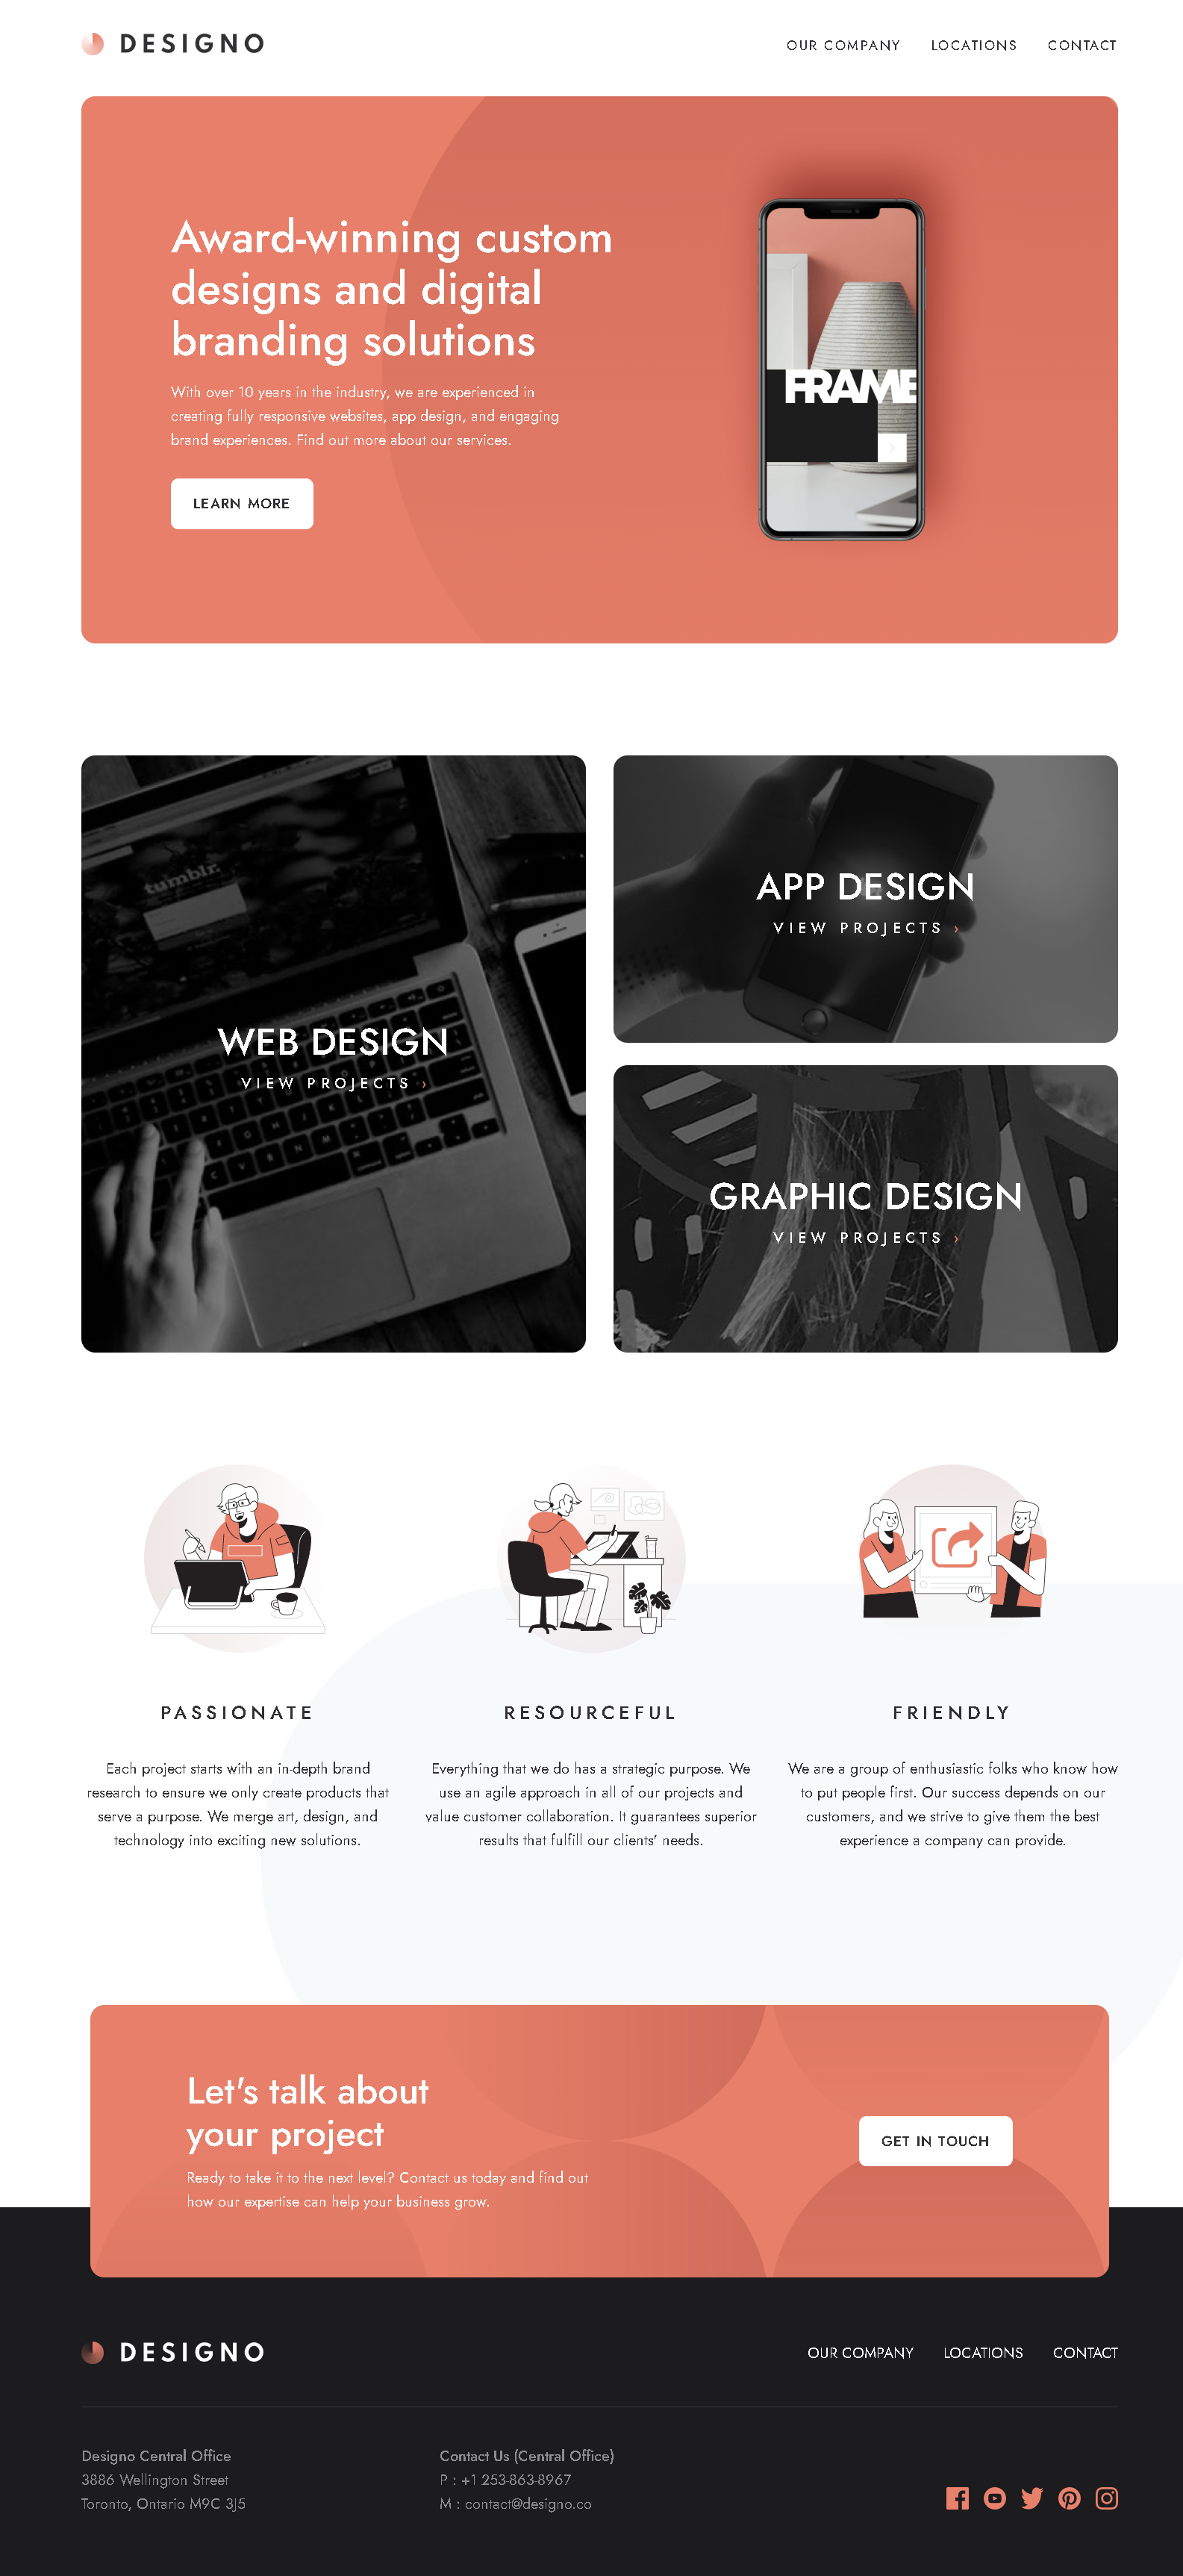 DESIGNO
OUR COMPANY
LOCATIONS
CONTACT
Award-winning custom
designs and digital
branding solutions
With over 10 years in the industry, we are experienced in
creating fully responsive websites, app design, and engaging
brand experiences. Find out more about our services.
LEARN MORE
FRAME
tumblr.
WEB DESIGN
VIEW PROJECTS ›
APP DESIGN
VIEW PROJECTS ›
GRAPHIC DESIGN
VIEW PROJECTS ›
PASSIONATE
Each project starts with an in-depth brand
research to ensure we only create products that
serve a purpose. We merge art, design, and
technology into exciting new solutions.
RESOURCEFUL
Everything that we do has a strategic purpose. We
use an agile approach in all of our projects and
value customer collaboration. It guarantees superior
results that fulfill our clients’ needs.
FRIENDLY
We are a group of enthusiastic folks who know how
to put people first. Our success depends on our
customers, and we strive to give them the best
experience a company can provide.
Let's talk about
your project
Ready to take it to the next level? Contact us today and find out
how our expertise can help your business grow.
GET IN TOUCH
DESIGNO
OUR COMPANY
LOCATIONS
CONTACT
Designo Central Office
3886 Wellington Street
Toronto, Ontario M9C 3J5
Contact Us (Central Office)
P : +1 253-863-8967
M : contact@designo.co